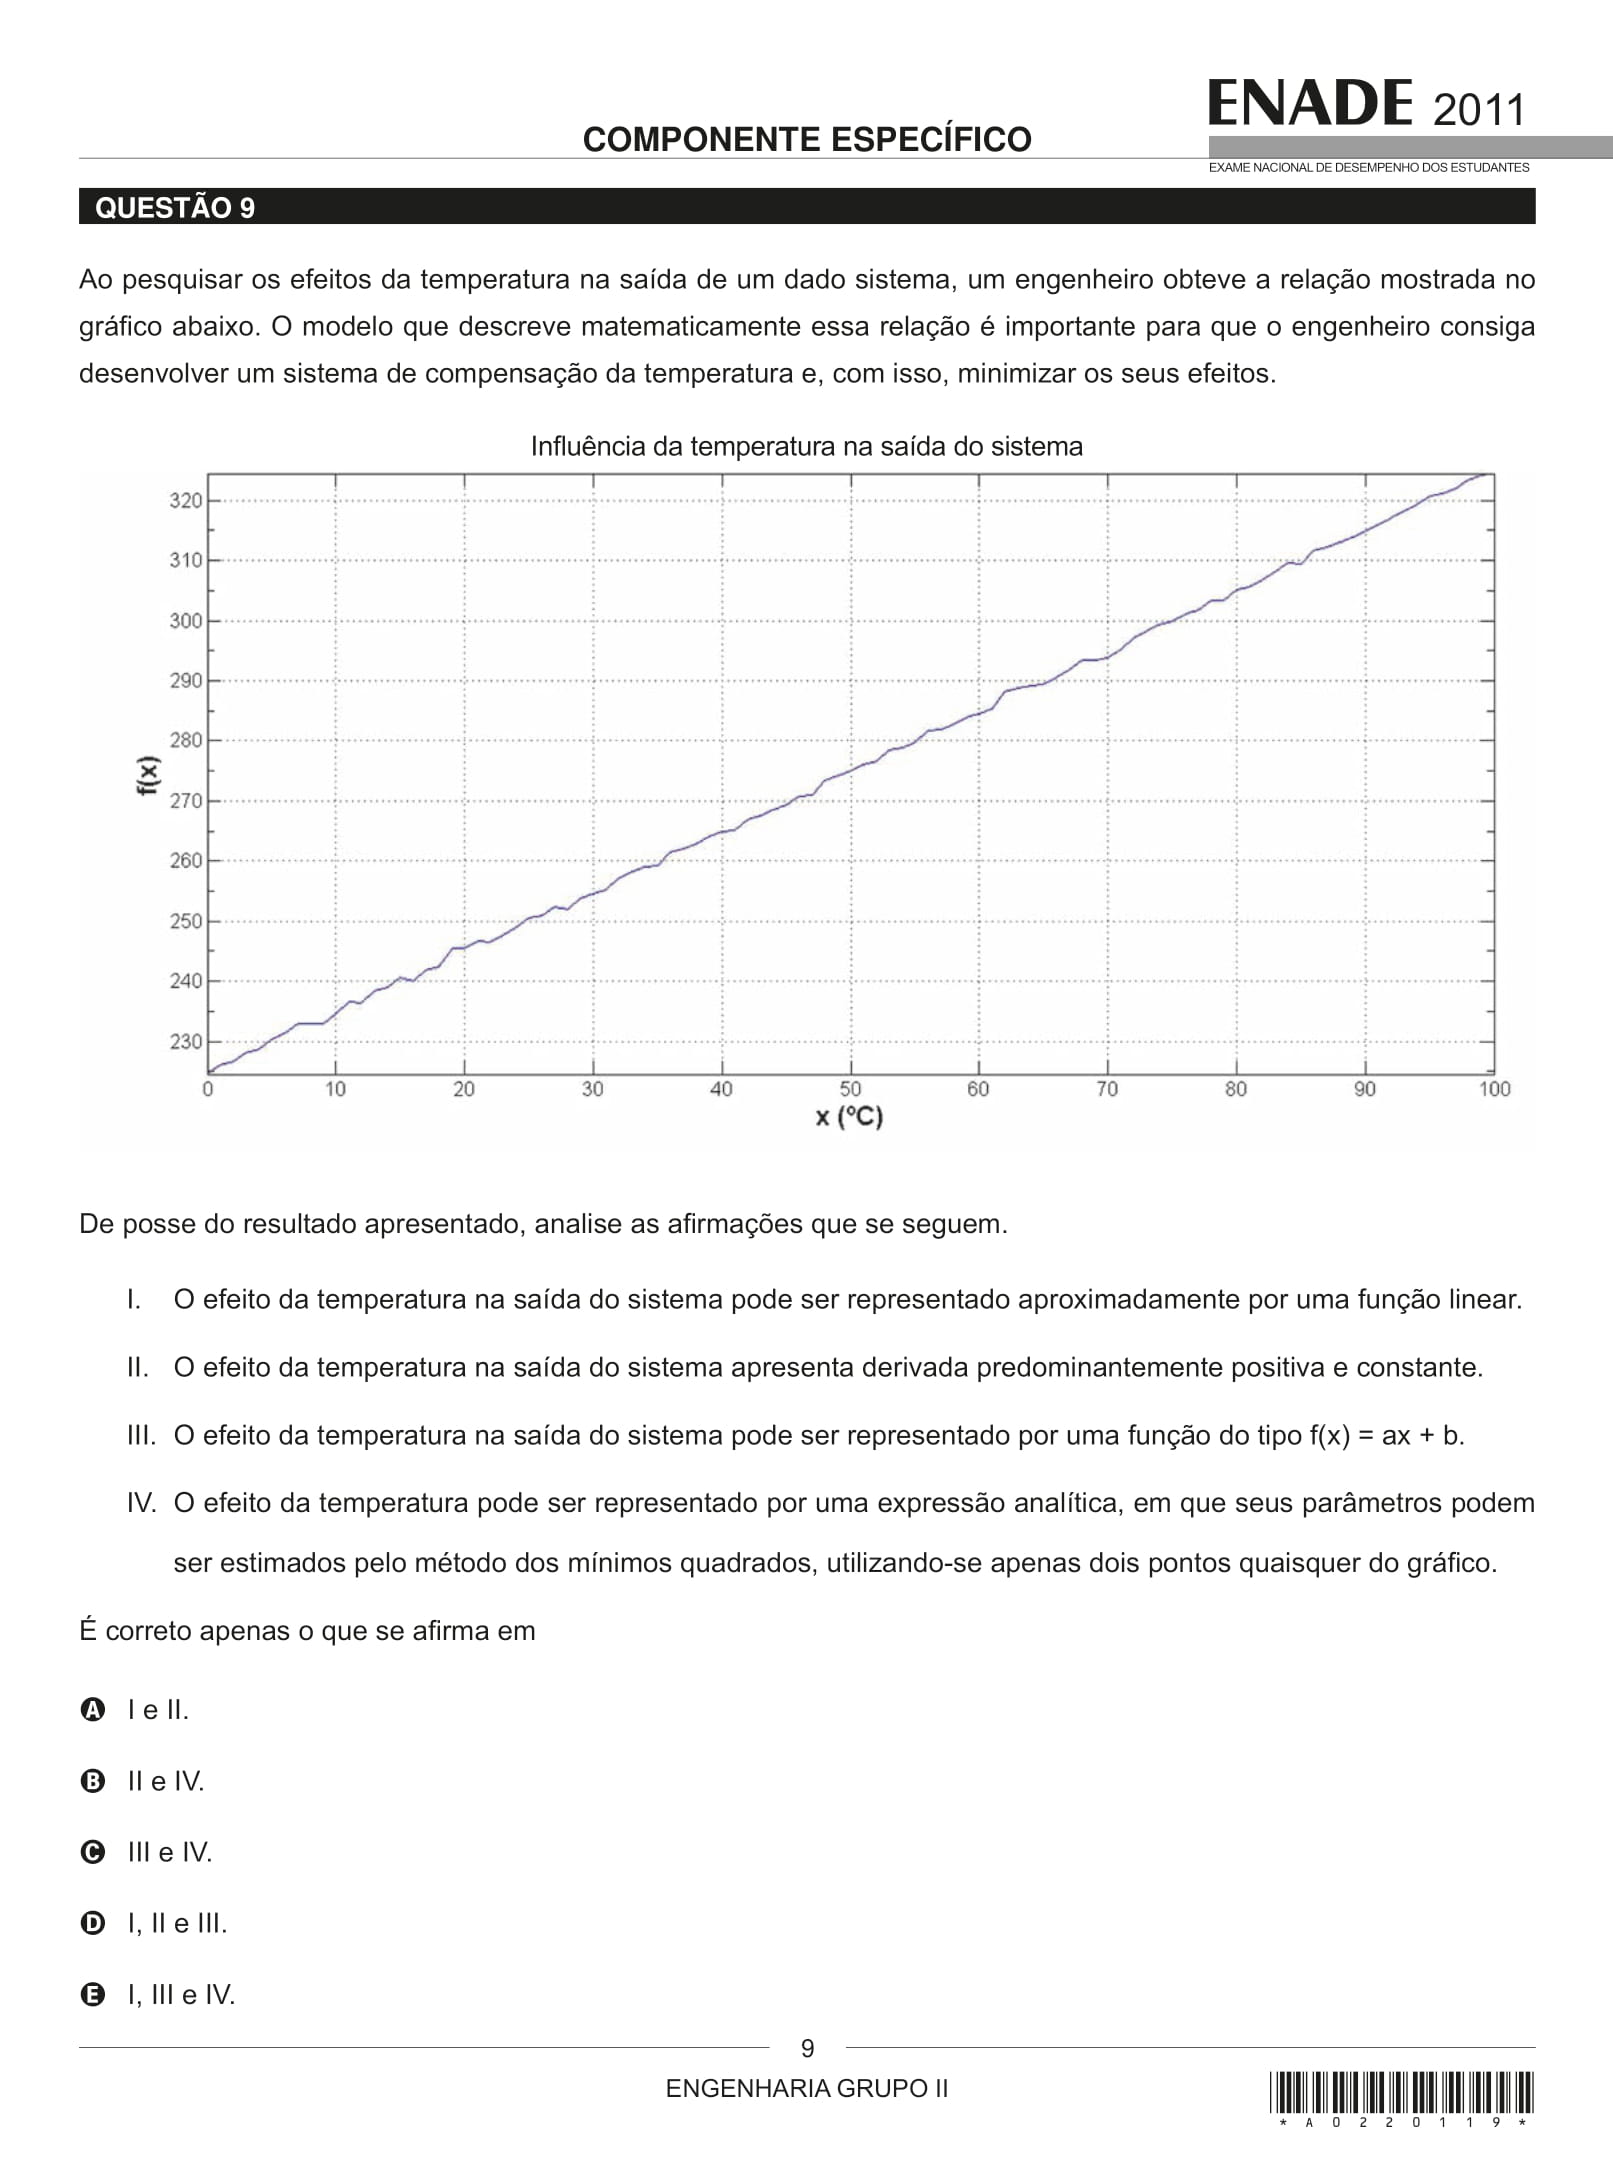 ENADE 2011
COMPONENTE ESPECÍFICO
EXAME NACIONAL DE DESEMPENHO DOS ESTUDANTES
QUESTÃO 9
Ao pesquisar os efeitos da temperatura na saída de um dado sistema, um engenheiro obteve a relação mostrada no
gráfico abaixo. O modelo que descreve matematicamente essa relação é importante para que o engenheiro consiga
desenvolver um sistema de compensação da temperatura e, com isso, minimizar os seus efeitos.
Influência da temperatura na saída do sistema
320
310
300
290
280
270
260
250
240
230
f(x)
0 10 20 30 40 50 60 70 80 90 100
x (ºC)
De posse do resultado apresentado, analise as afirmações que se seguem.
I. O efeito da temperatura na saída do sistema pode ser representado aproximadamente por uma função linear.
II. O efeito da temperatura na saída do sistema apresenta derivada predominantemente positiva e constante.
III. O efeito da temperatura na saída do sistema pode ser representado por uma função do tipo f(x) = ax + b.
IV. O efeito da temperatura pode ser representado por uma expressão analítica, em que seus parâmetros podem
ser estimados pelo método dos mínimos quadrados, utilizando-se apenas dois pontos quaisquer do gráfico.
É correto apenas o que se afirma em
A I e II.
B II e IV.
C III e IV.
D I, II e III.
E I, III e IV.
9
ENGENHARIA GRUPO II
* A 0 2 2 0 1 1 9 *